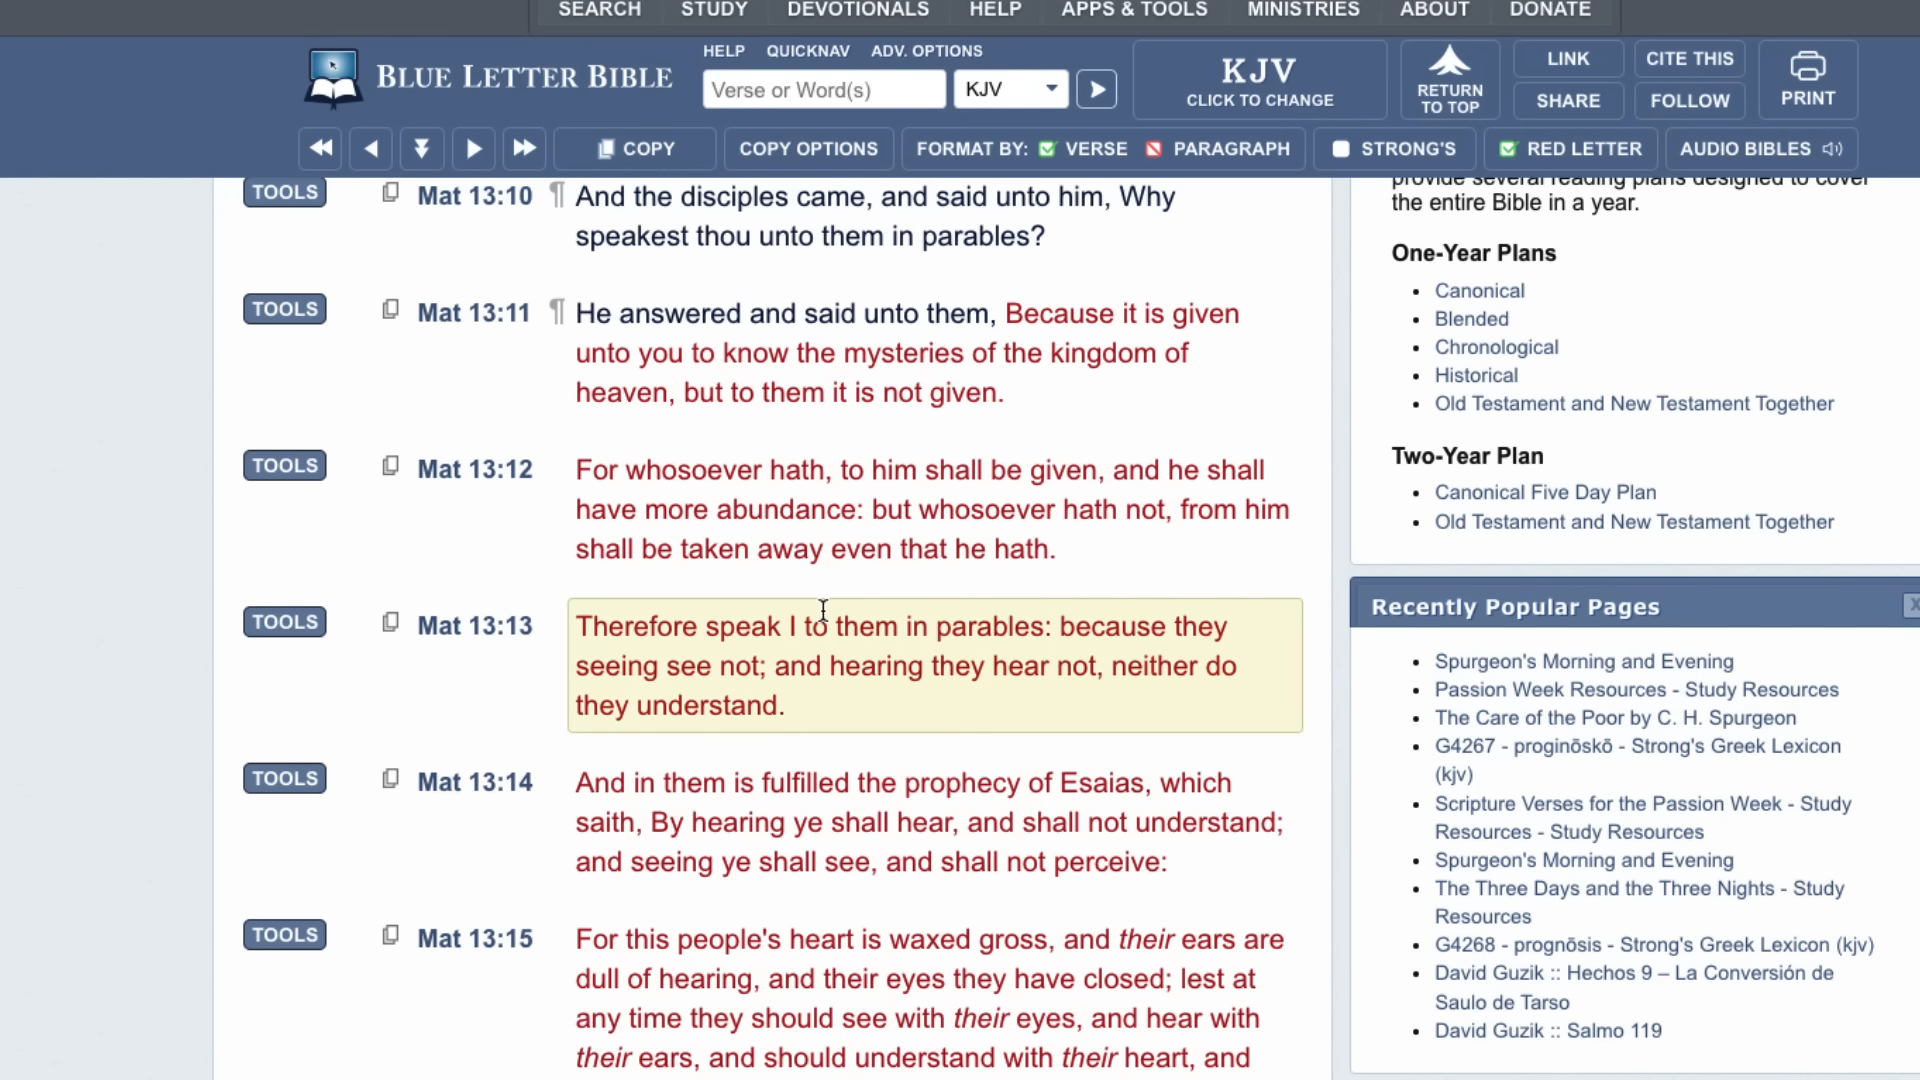 SEARCH STUDY DEVOTIONALS HELP APPS & TOOLS MINISTRIES ABOUT DONATE
BLUE LETTER BIBLE
HELP QUICKNAV ADV. OPTIONS
Verse or Word(s) KJV
KJV
CLICK TO CHANGE
RETURN
TO TOP
LINK CITE THIS
SHARE FOLLOW
PRINT
COPY COPY OPTIONS FORMAT BY: VERSE PARAGRAPH STRONG'S RED LETTER AUDIO BIBLES
TOOLS Mat 13:10 ¶ And the disciples came, and said unto him, Why
speakest thou unto them in parables?
TOOLS Mat 13:11 ¶ He answered and said unto them, Because it is given
unto you to know the mysteries of the kingdom of
heaven, but to them it is not given.
TOOLS Mat 13:12 For whosoever hath, to him shall be given, and he shall
have more abundance: but whosoever hath not, from him
shall be taken away even that he hath.
TOOLS Mat 13:13 Therefore speak I to them in parables: because they
seeing see not; and hearing they hear not, neither do
they understand.
TOOLS Mat 13:14 And in them is fulfilled the prophecy of Esaias, which
saith, By hearing ye shall hear, and shall not understand;
and seeing ye shall see, and shall not perceive:
TOOLS Mat 13:15 For this people's heart is waxed gross, and their ears are
dull of hearing, and their eyes they have closed; lest at
any time they should see with their eyes, and hear with
their ears, and should understand with their heart, and
provide several reading plans designed to cover
the entire Bible in a year.
One-Year Plans
Canonical
Blended
Chronological
Historical
Old Testament and New Testament Together
Two-Year Plan
Canonical Five Day Plan
Old Testament and New Testament Together
Recently Popular Pages
Spurgeon's Morning and Evening
Passion Week Resources - Study Resources
The Care of the Poor by C. H. Spurgeon
G4267 - proginōskō - Strong's Greek Lexicon
(kjv)
Scripture Verses for the Passion Week - Study
Resources - Study Resources
Spurgeon's Morning and Evening
The Three Days and the Three Nights - Study
Resources
G4268 - prognōsis - Strong's Greek Lexicon (kjv)
David Guzik :: Hechos 9 – La Conversión de
Saulo de Tarso
David Guzik :: Salmo 119